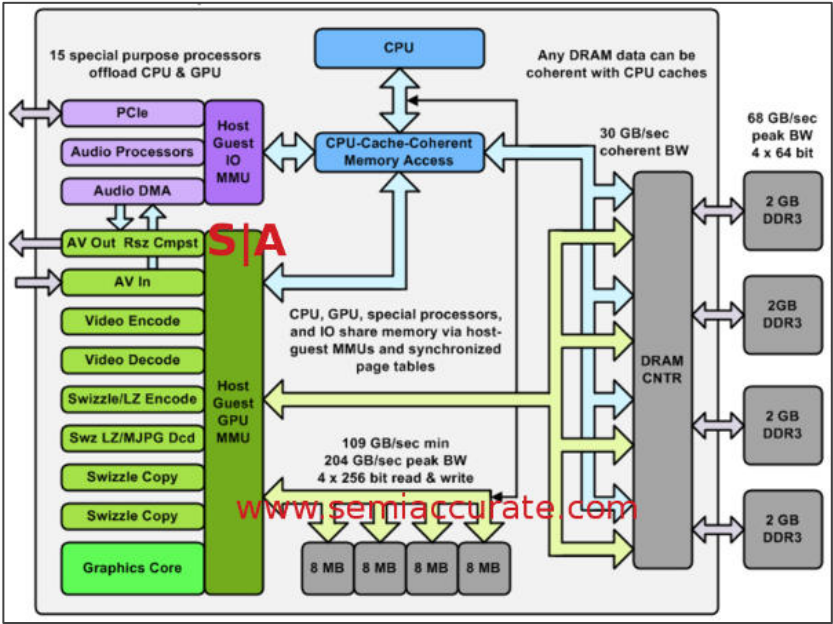 15 special purpose processors
offload CPU & GPU
CPU
Any DRAM data can be
coherent with CPU caches
PCIe
Audio Processors
Audio DMA
Host
Guest
IO
MMU
CPU-Cache-Coherent
Memory Access
30 GB/sec
coherent BW
68 GB/sec
peak BW
4 x 64 bit
2 GB
DDR3
2GB
DDR3
2 GB
DDR3
2 GB
DDR3
DRAM
CNTR
AV Out Rsz Cmpst
S|A
AV In
Video Encode
Video Decode
Swizzle/LZ Encode
Swz LZ/MJPG Dcd
Swizzle Copy
Swizzle Copy
Graphics Core
Host
Guest
GPU
MMU
CPU, GPU, special processors,
and IO share memory via host-
guest MMUs and synchronized
page tables
109 GB/sec min
204 GB/sec peak BW
4 x 256 bit read & write
www.semiaccurate.com
8 MB
8 MB
8 MB
8 MB